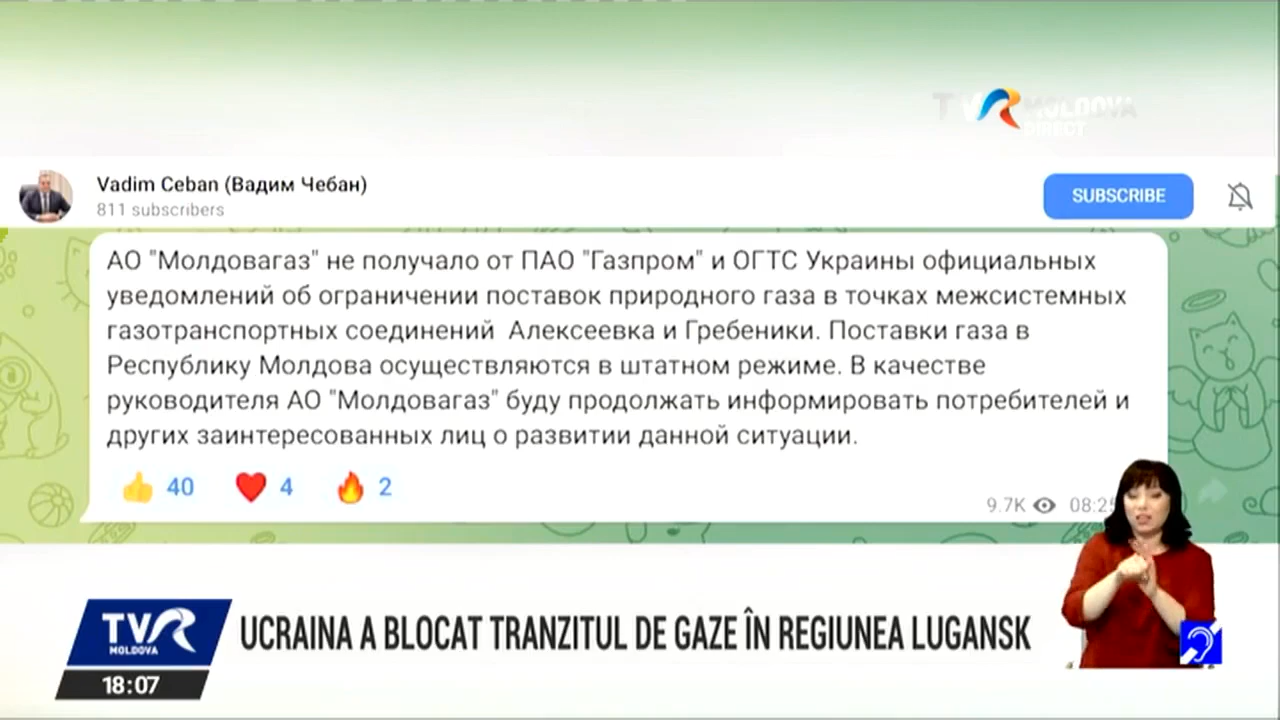 TVR MOLDOVA
DIRECT
Vadim Ceban (Вадим Чебан)
811 subscribers
SUBSCRIBE
АО "Молдовагаз" не получало от ПАО "Газпром" и ОГТС Украины официальных
уведомлений об ограничении поставок природного газа в точках межсистемных
газотранспортных соединений Алексеевка и Гребеники. Поставки газа в
Республику Молдова осуществляются в штатном режиме. В качестве
руководителя АО "Молдовагаз" буду продолжать информировать потребителей и
других заинтересованных лиц о развитии данной ситуации.
40 4 2
9.7K
TVR
MOLDOVA
UCRAINA A BLOCAT TRANZITUL DE GAZE ÎN REGIUNEA LUGANSK
18:07